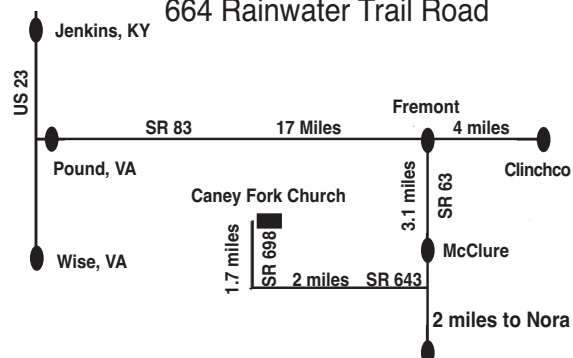 664 Rainwater Trail Road
Jenkins, KY
US 23
Fremont
SR 83
17 Miles
4 miles
Pound, VA
Clinchco
3.1 miles
SR 63
Caney Fork Church
McClure
Wise, VA
1.7 miles
SR 698
2 miles
SR 643
2 miles to Nora